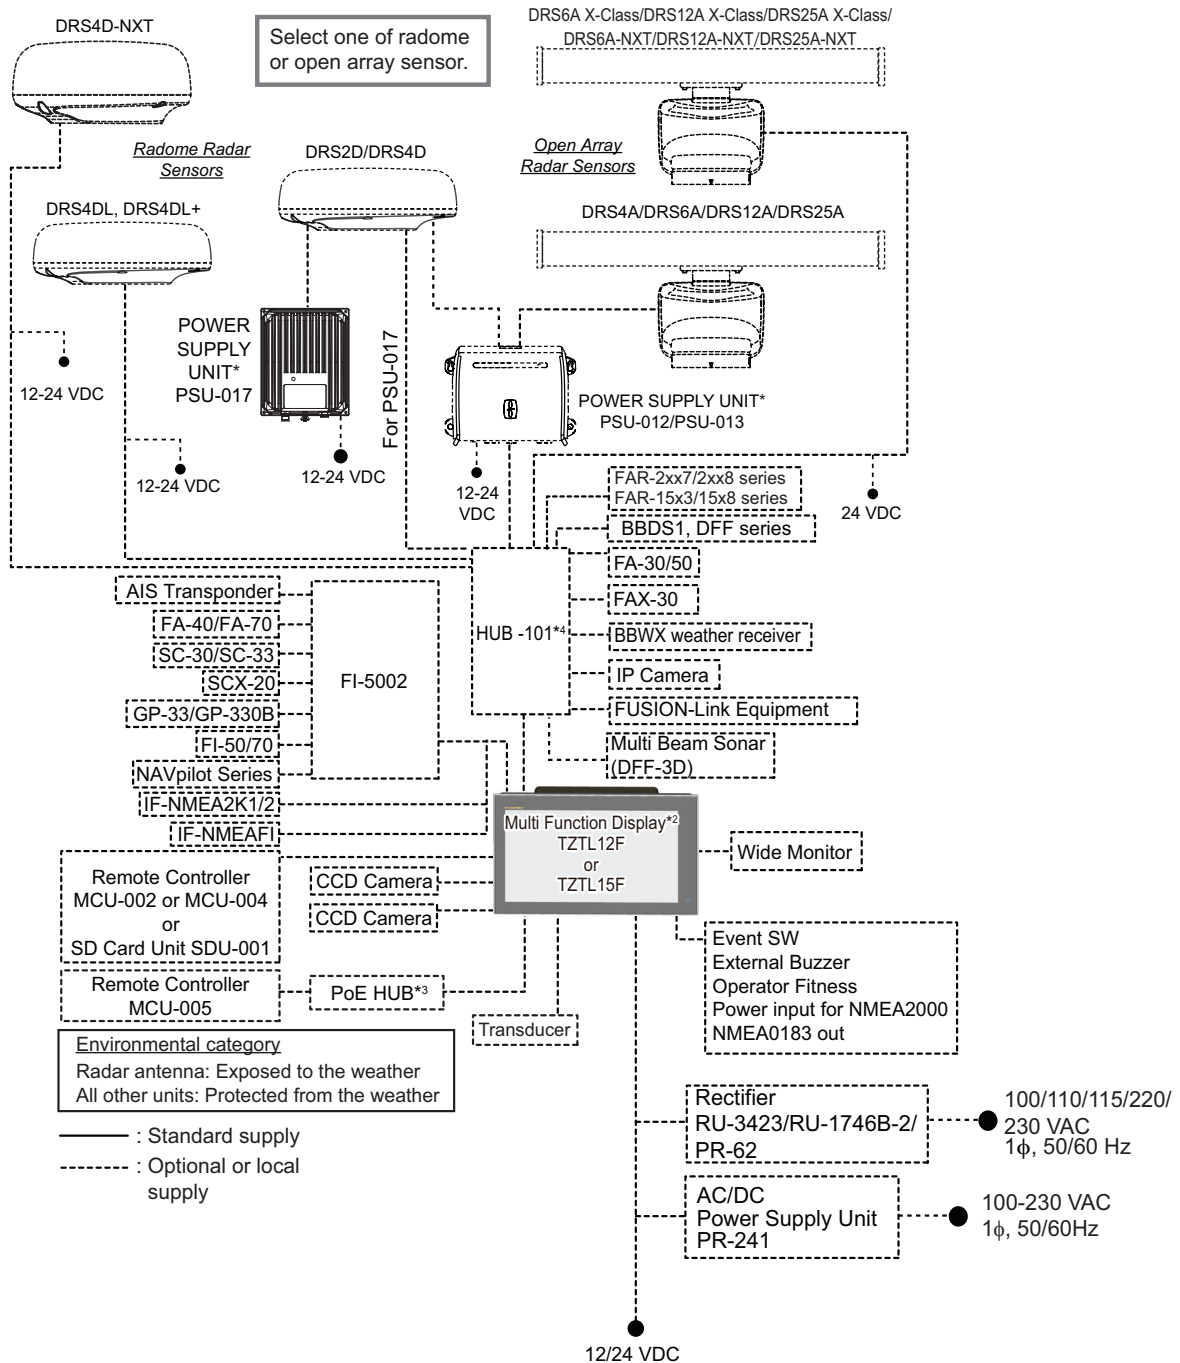 DRS4D-NXT
Select one of radome
or open array sensor.
DRS6A X-Class/DRS12A X-Class/DRS25A X-Class/
DRS6A-NXT/DRS12A-NXT/DRS25A-NXT
Radome Radar
Sensors
DRS2D/DRS4D
Open Array
Radar Sensors
DRS4DL, DRS4DL+
DRS4A/DRS6A/DRS12A/DRS25A
POWER
SUPPLY
UNIT*
PSU-017
For PSU-017
12-24 VDC
POWER SUPPLY UNIT*
PSU-012/PSU-013
12-24 VDC
12-24 VDC
12-24
VDC
24 VDC
FAR-2xx7/2xx8 series
FAR-15x3/15x8 series
BBDS1, DFF series
FA-30/50
FAX-30
BBWX weather receiver
IP Camera
FUSION-Link Equipment
Multi Beam Sonar
(DFF-3D)
HUB -101*4
AIS Transponder
FA-40/FA-70
SC-30/SC-33
SCX-20
GP-33/GP-330B
FI-50/70
NAVpilot Series
IF-NMEA2K1/2
IF-NMEAFI
FI-5002
Multi Function Display*2
TZTL12F
or
TZTL15F
Wide Monitor
Remote Controller
MCU-002 or MCU-004
or
SD Card Unit SDU-001
CCD Camera
CCD Camera
Remote Controller
MCU-005
PoE HUB*3
Transducer
Event SW
External Buzzer
Operator Fitness
Power input for NMEA2000
NMEA0183 out
Environmental category
Radar antenna: Exposed to the weather
All other units: Protected from the weather
: Standard supply
: Optional or local
supply
Rectifier
RU-3423/RU-1746B-2/
PR-62
100/110/115/220/
230 VAC
1ϕ, 50/60 Hz
AC/DC
Power Supply Unit
PR-241
100-230 VAC
1ϕ, 50/60Hz
12/24 VDC